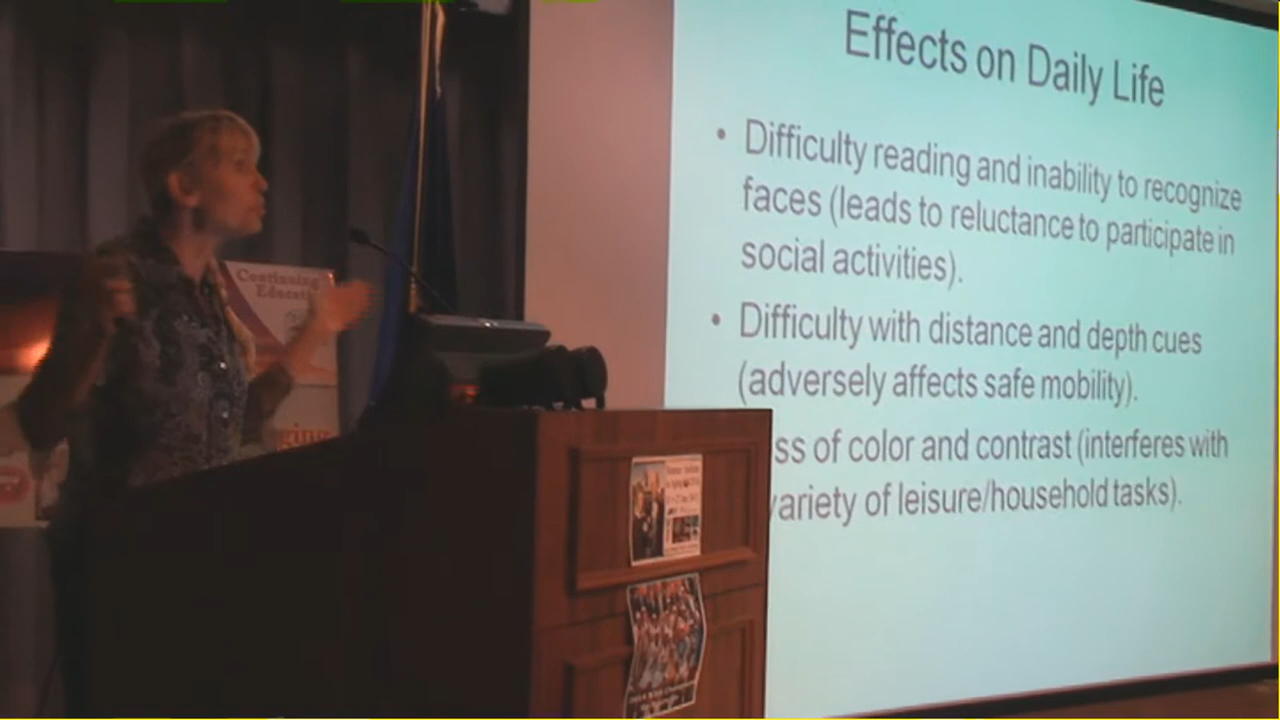 Effects on Daily Life
• Difficulty reading and inability to recognize
faces (leads to reluctance to participate in
social activities).
• Difficulty with distance and depth cues
(adversely affects safe mobility).
ss of color and contrast (interferes with
variety of leisure/household tasks).
Continuing
Educati
ging